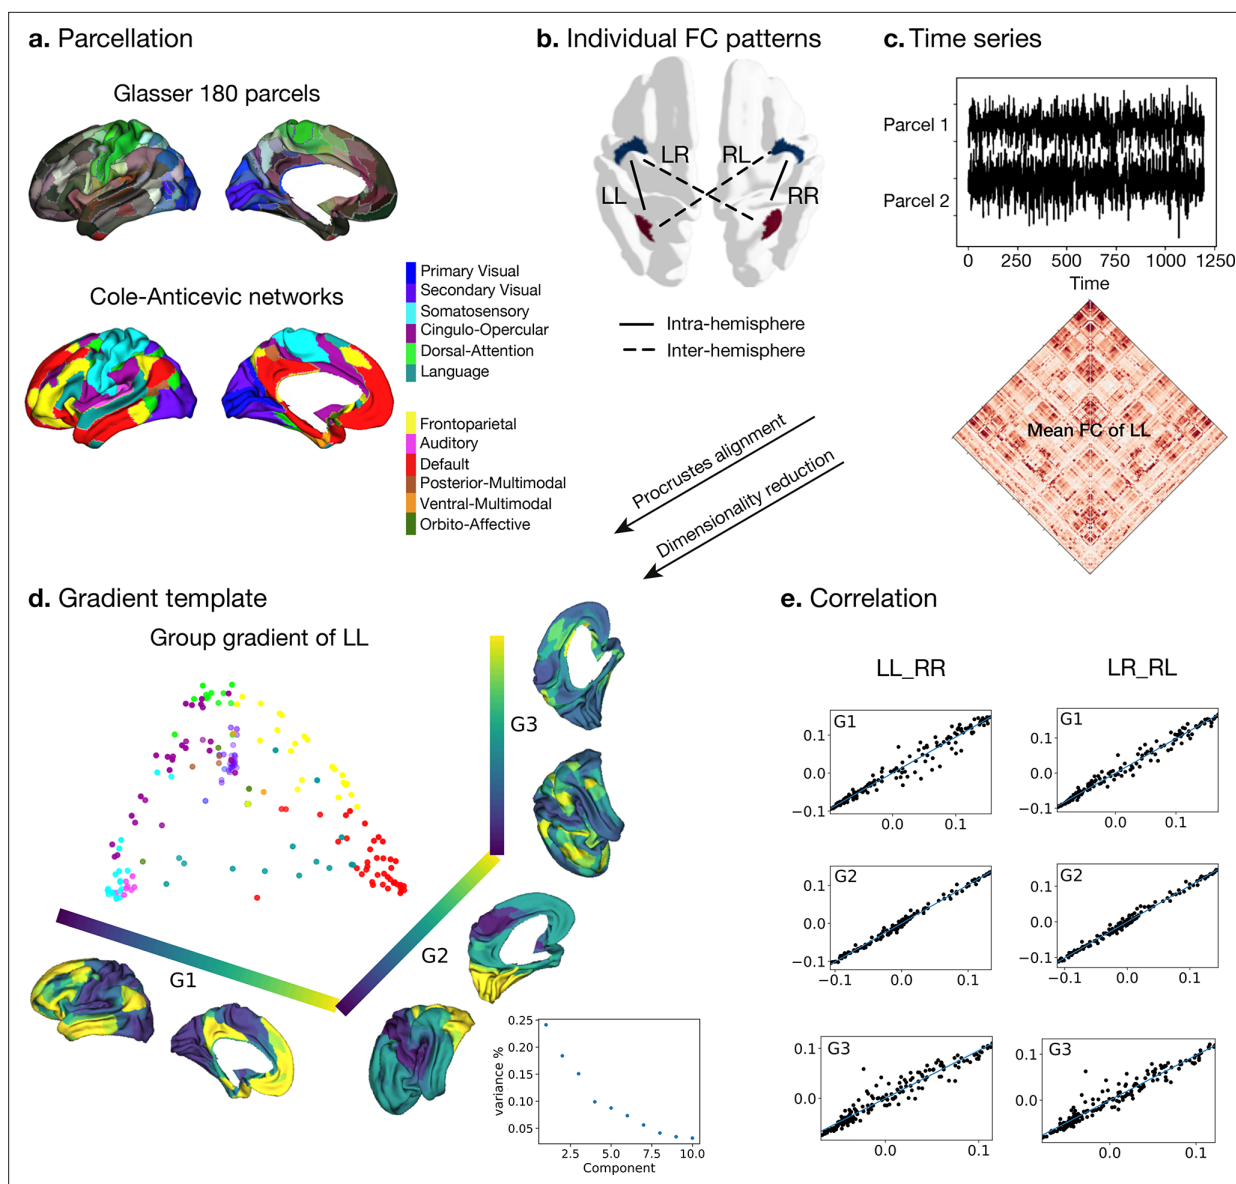 a. Parcellation
Glasser 180 parcels
Cole-Anticevic networks
Primary Visual
Secondary Visual
Somatosensory
Cingulo-Opercular
Dorsal-Attention
Language
Frontoparietal
Auditory
Default
Posterior-Multimodal
Ventral-Multimodal
Orbito-Affective
b. Individual FC patterns
LR RL
LL RR
Intra-hemisphere
Inter-hemisphere
c. Time series
Parcel 1
Parcel 2
0 250 500 750 1000 1250
Time
Mean FC of LL
Procrustes alignment
Dimensionality reduction
d. Gradient template
Group gradient of LL
G3
G2
G1
variance %
0.25
0.20
0.15
0.10
0.05
2.5 5.0 7.5 10.0
Component
e. Correlation
LL_RR
LR_RL
G1
0.1
0.0
−0.1
0.0 0.1
G1
0.1
0.0
−0.1
0.0 0.1
G2
0.1
0.0
−0.1
−0.1 0.0 0.1
G2
0.1
0.0
−0.1
−0.1 0.0 0.1
G3
0.1
0.0
0.0 0.1
G3
0.1
0.0
0.0 0.1